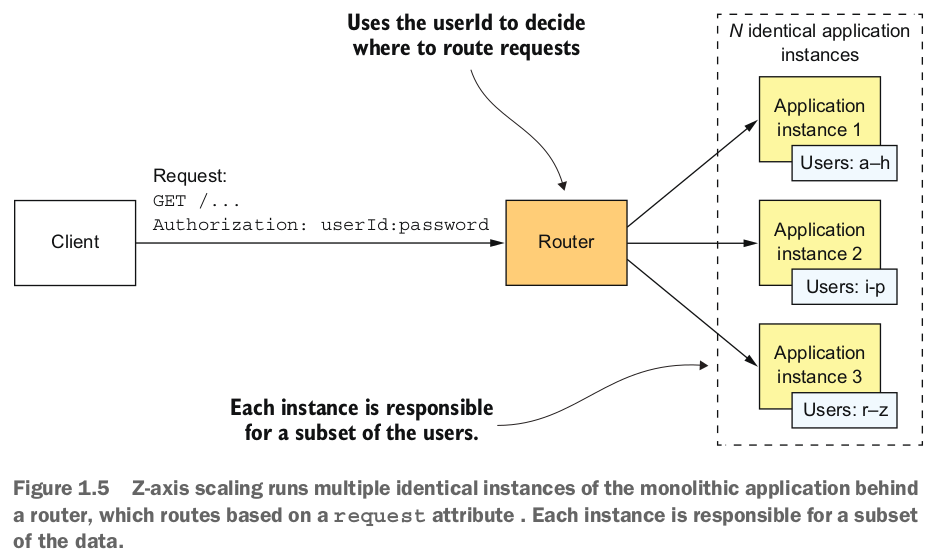 Uses the userId to decide
where to route requests
N identical application
instances
Application
instance 1
Users: a–h
Request:
GET /...
Authorization: userId:password
Client
Router
Application
instance 2
Users: i-p
Application
instance 3
Users: r–z
Each instance is responsible
for a subset of the users.
Figure 1.5 Z-axis scaling runs multiple identical instances of the monolithic application behind
a router, which routes based on a request attribute . Each instance is responsible for a subset
of the data.